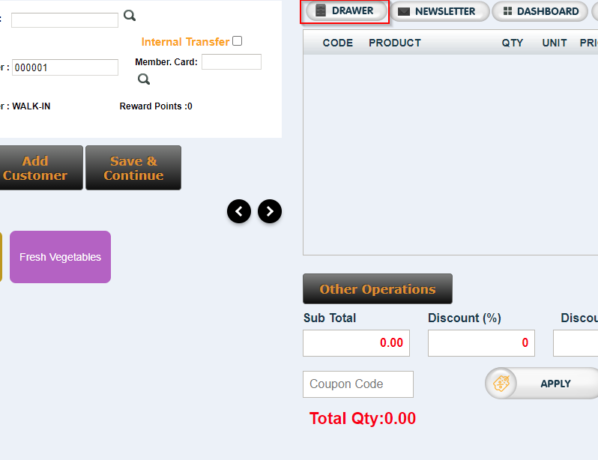 :
DRAWER NEWSLETTER DASHBOARD
Internal Transfer
CODE PRODUCT QTY UNIT PRI
r : 000001 Member. Card:
r : WALK-IN Reward Points :0
Add Customer
Save & Continue
Fresh Vegetables
Other Operations
Sub Total Discount (%) Discou
0.00 0
Coupon Code APPLY
Total Qty:0.00